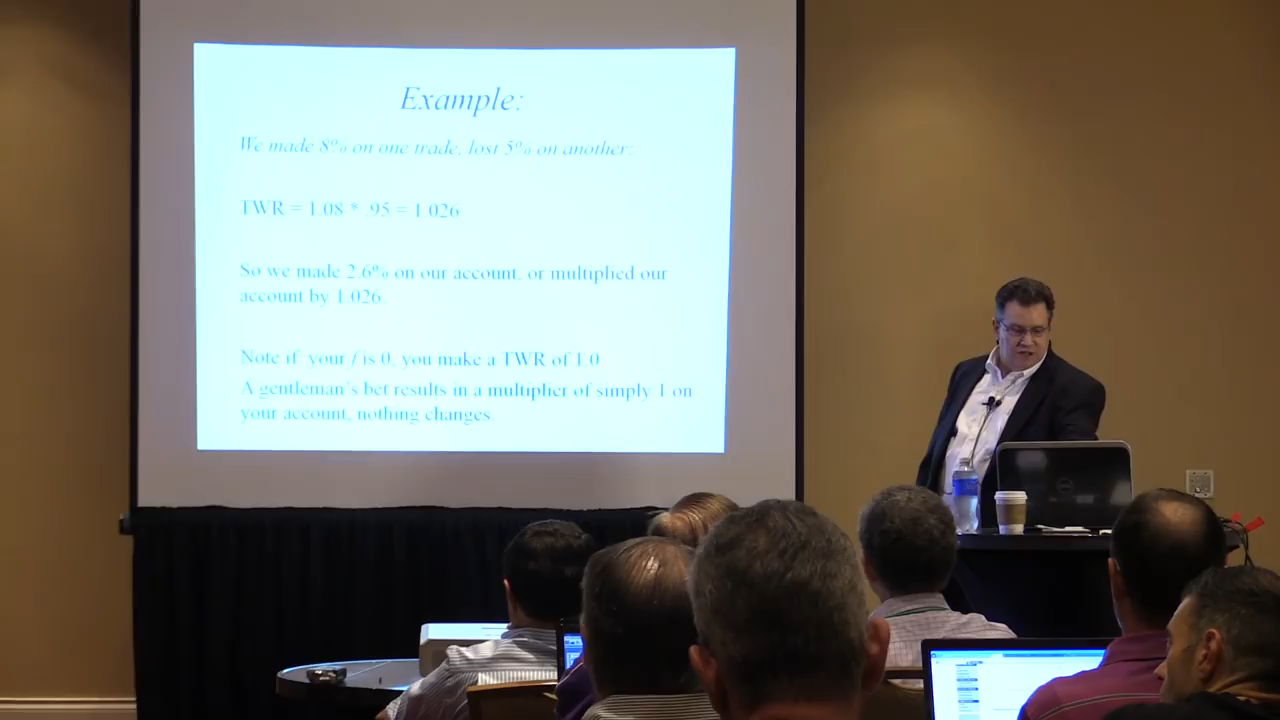 Example:
We made 8% on one trade, lost 5% on another:
TWR = 1.08 * .95 = 1.026
So we made 2.6% on our account, or multiplied our
account by 1.026.
Note if your f is 0, you make a TWR of 1.0
A gentleman's bet results in a multiplier of simply 1 on
your account, nothing changes.
DELL